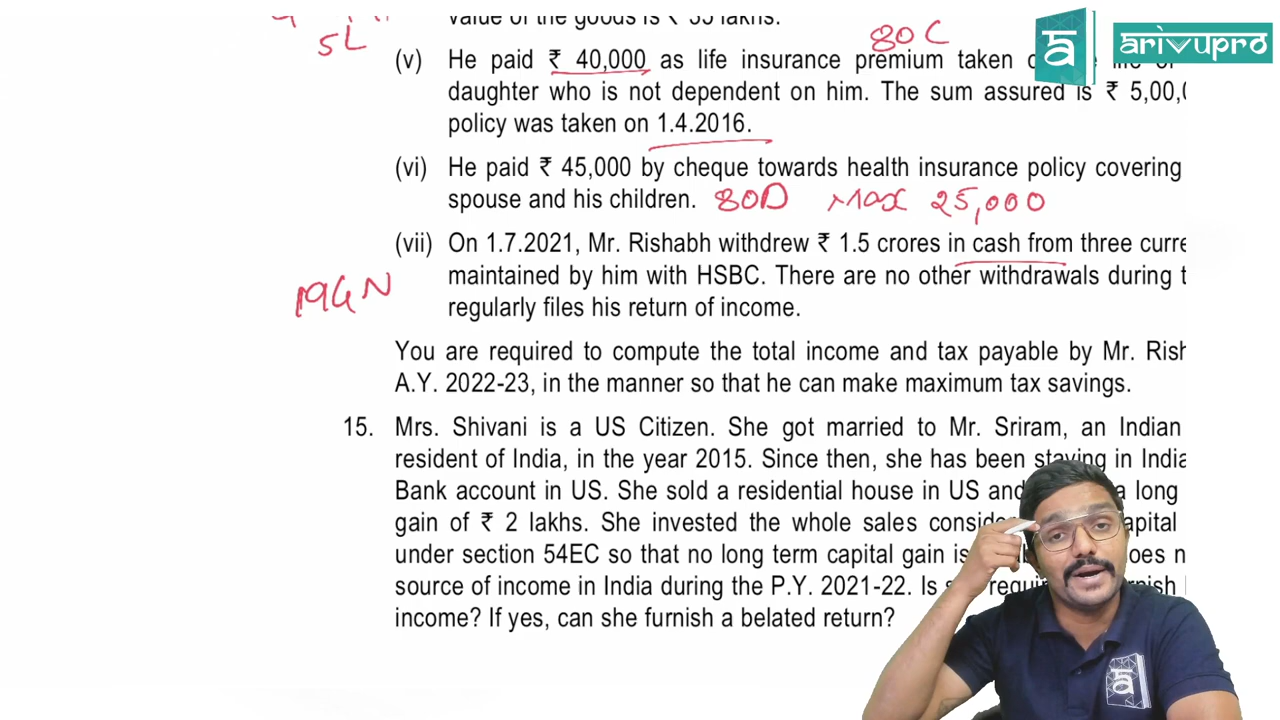 value of the goods is ₹ 35 lakhs.
5L
80C
arivupro
(v) He paid ₹ 40,000 as life insurance premium taken
daughter who is not dependent on him. The sum assured is ₹ 5,00,
policy was taken on 1.4.2016.
(vi) He paid ₹ 45,000 by cheque towards health insurance policy covering
spouse and his children. 80D Max 25,000
(vii) On 1.7.2021, Mr. Rishabh withdrew ₹ 1.5 crores in cash from three curre
194N
maintained by him with HSBC. There are no other withdrawals during
regularly files his return of income.
You are required to compute the total income and tax payable by Mr. Rish
A.Y. 2022-23, in the manner so that he can make maximum tax savings.
15. Mrs. Shivani is a US Citizen. She got married to Mr. Sriram, an Indian
resident of India, in the year 2015. Since then, she has been staying in India
Bank account in US. She sold a residential house in US and a long
gain of ₹ 2 lakhs. She invested the whole sales apital
under section 54EC so that no long term capital gain is
source of income in India during the P.Y. 2021-22. Is
income? If yes, can she furnish a belated return?